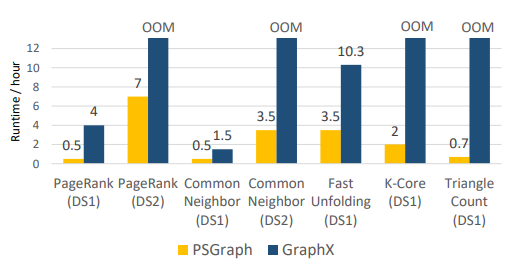 OOM OOM OOM OOM
12
10
8
6
4
2
0
Runtime / hour
0.5 4 7 0.5 1.5 3.5 3.5 10.3 2 0.7
PageRank PageRank Common Common Fast K-Core Triangle
(DS1) (DS2) Neighbor Neighbor Unfolding (DS1) Count
(DS1) (DS2) (DS1) (DS1)
PSGraph GraphX